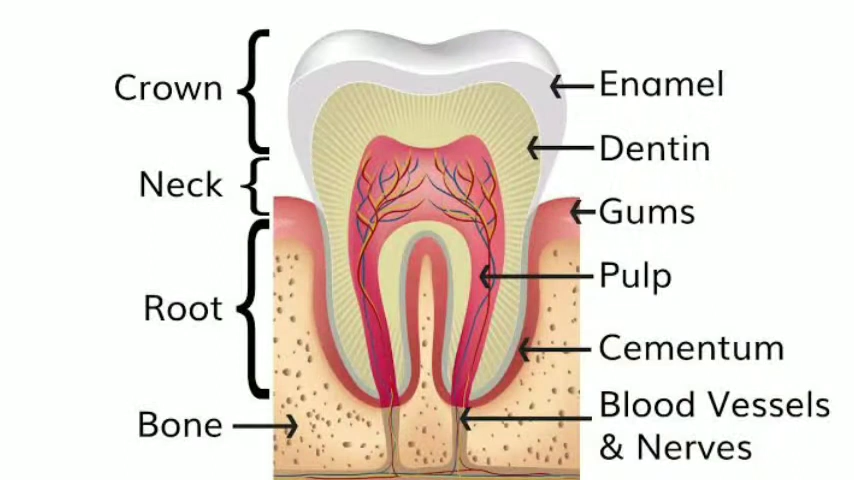 Crown
Neck
Root
Bone
Enamel
Dentin
Gums
Pulp
Cementum
Blood Vessels
& Nerves